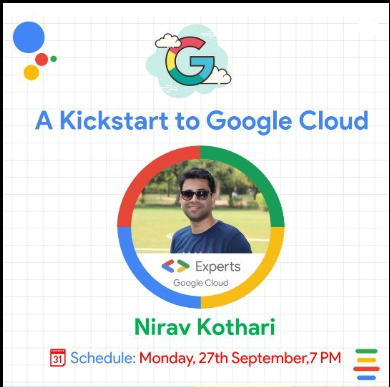 A Kickstart to Google Cloud
Experts
Google Cloud
Nirav Kothari
31 Schedule: Monday, 27th September,7 PM